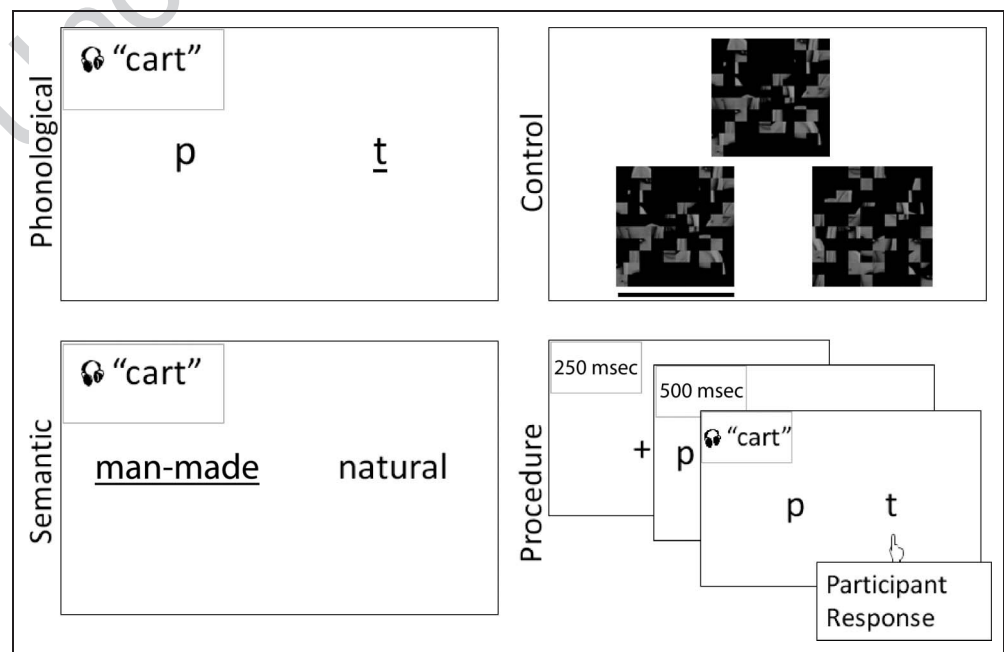 Phonological
“cart”
p t
Control
Semantic
“cart”
man-made natural
Procedure
250 msec
+
500 msec
p
“cart”
p t
Participant
Response